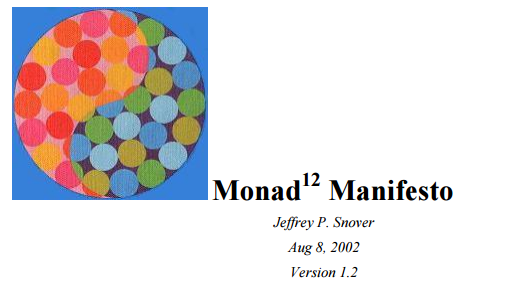 Monad12 Manifesto
Jeffrey P. Snover
Aug 8, 2002
Version 1.2